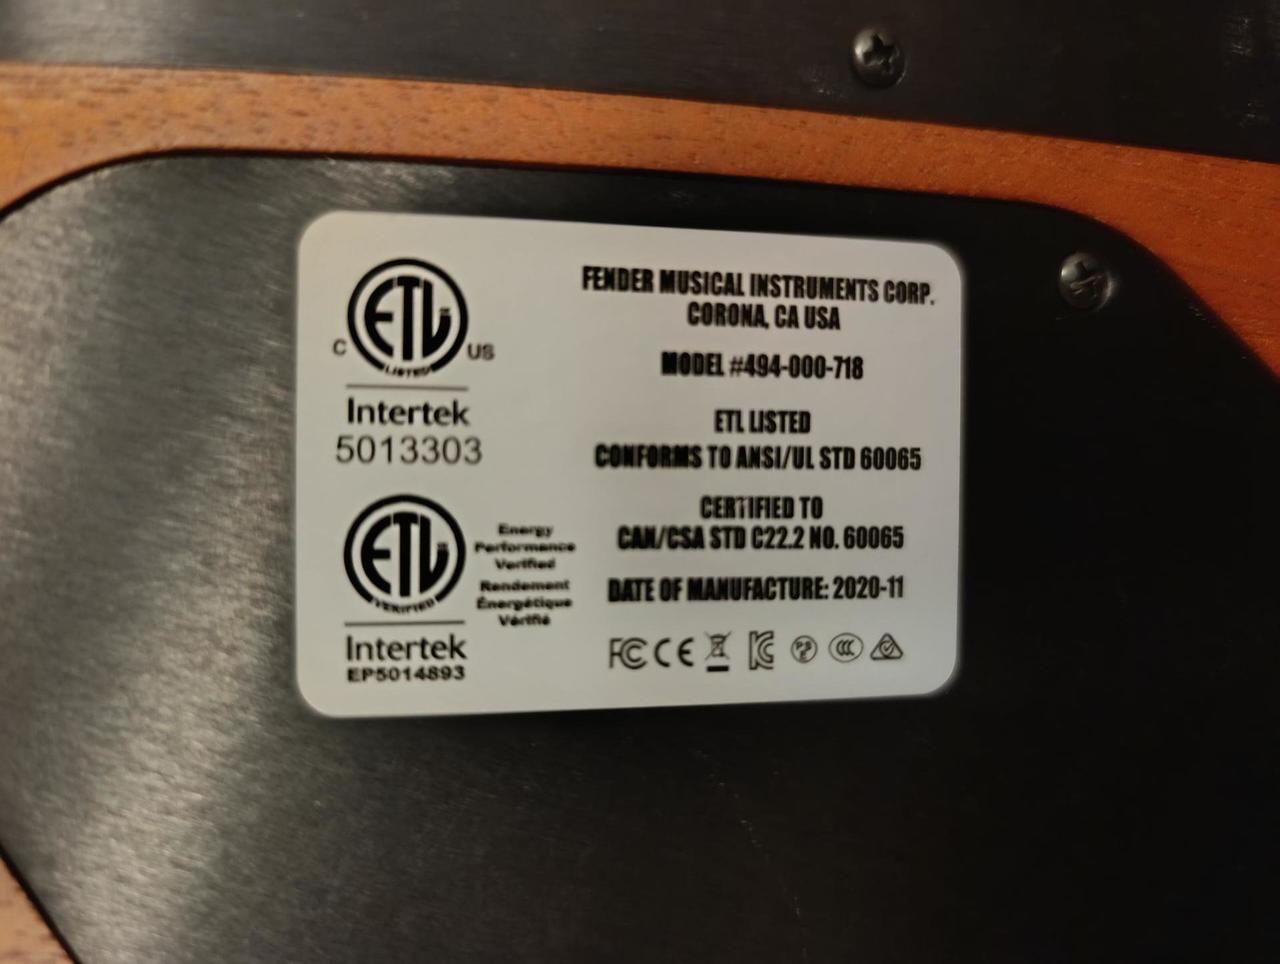 ETL
C US
LISTED
Intertek
5013303
ETL
VERIFIED
Intertek
EP5014893
Energy
Performance
Verified
Rendement
Énergétique
Vérifié
FENDER MUSICAL INSTRUMENTS CORP.
CORONA, CA USA
MODEL #494-000-718
ETL LISTED
CONFORMS TO ANSI/UL STD 60065
CERTIFIED TO
CAN/CSA STD C22.2 NO. 60065
DATE OF MANUFACTURE: 2020-11
FC CE